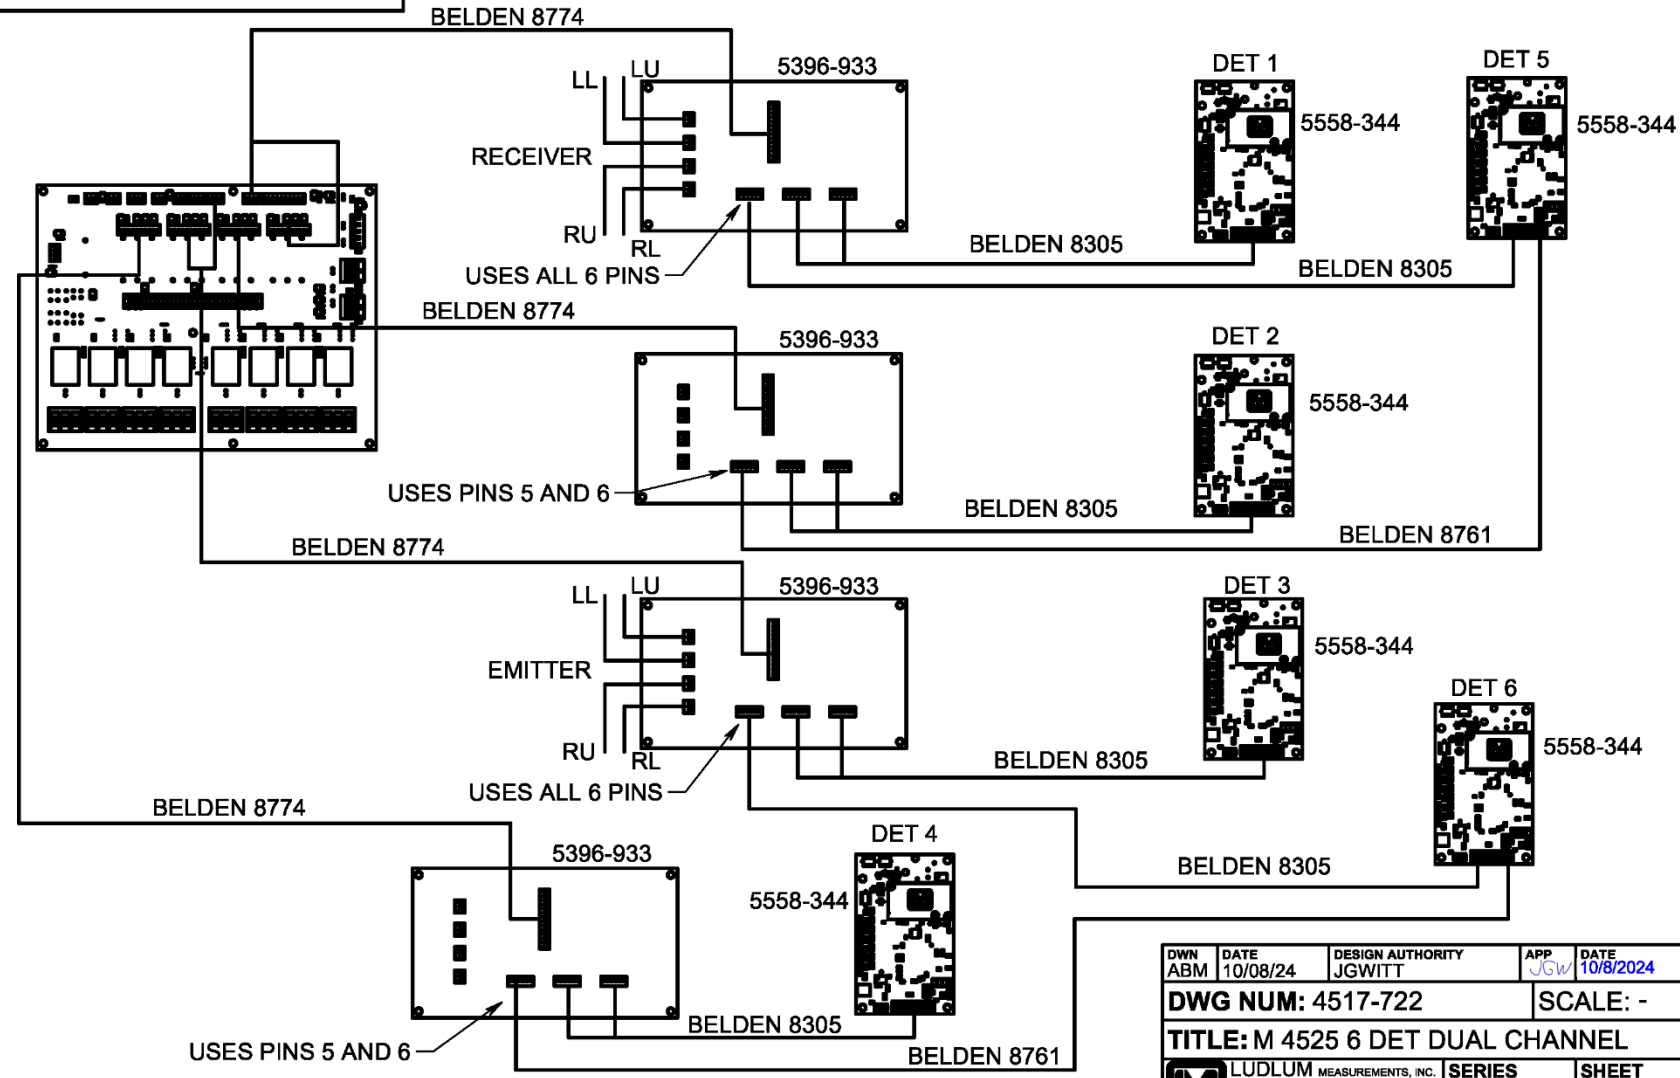 BELDEN 8774
LL
LU
5396-933
RECEIVER
RU
RL
USES ALL 6 PINS
DET 1
5558-344
DET 5
5558-344
BELDEN 8305
BELDEN 8305
BELDEN 8774
5396-933
DET 2
5558-344
USES PINS 5 AND 6
BELDEN 8305
BELDEN 8761
BELDEN 8774
LL
LU
5396-933
EMITTER
RU
RL
USES ALL 6 PINS
DET 3
5558-344
BELDEN 8305
DET 6
5558-344
BELDEN 8305
BELDEN 8774
5396-933
DET 4
5558-344
USES PINS 5 AND 6
BELDEN 8305
BELDEN 8761
DWN DATE DESIGN AUTHORITY APP DATE
ABM 10/08/24 JGWITT JGW 10/8/2024
DWG NUM: 4517-722 SCALE: -
TITLE: M 4525 6 DET DUAL CHANNEL
LUDLUM MEASUREMENTS, INC. SERIES SHEET